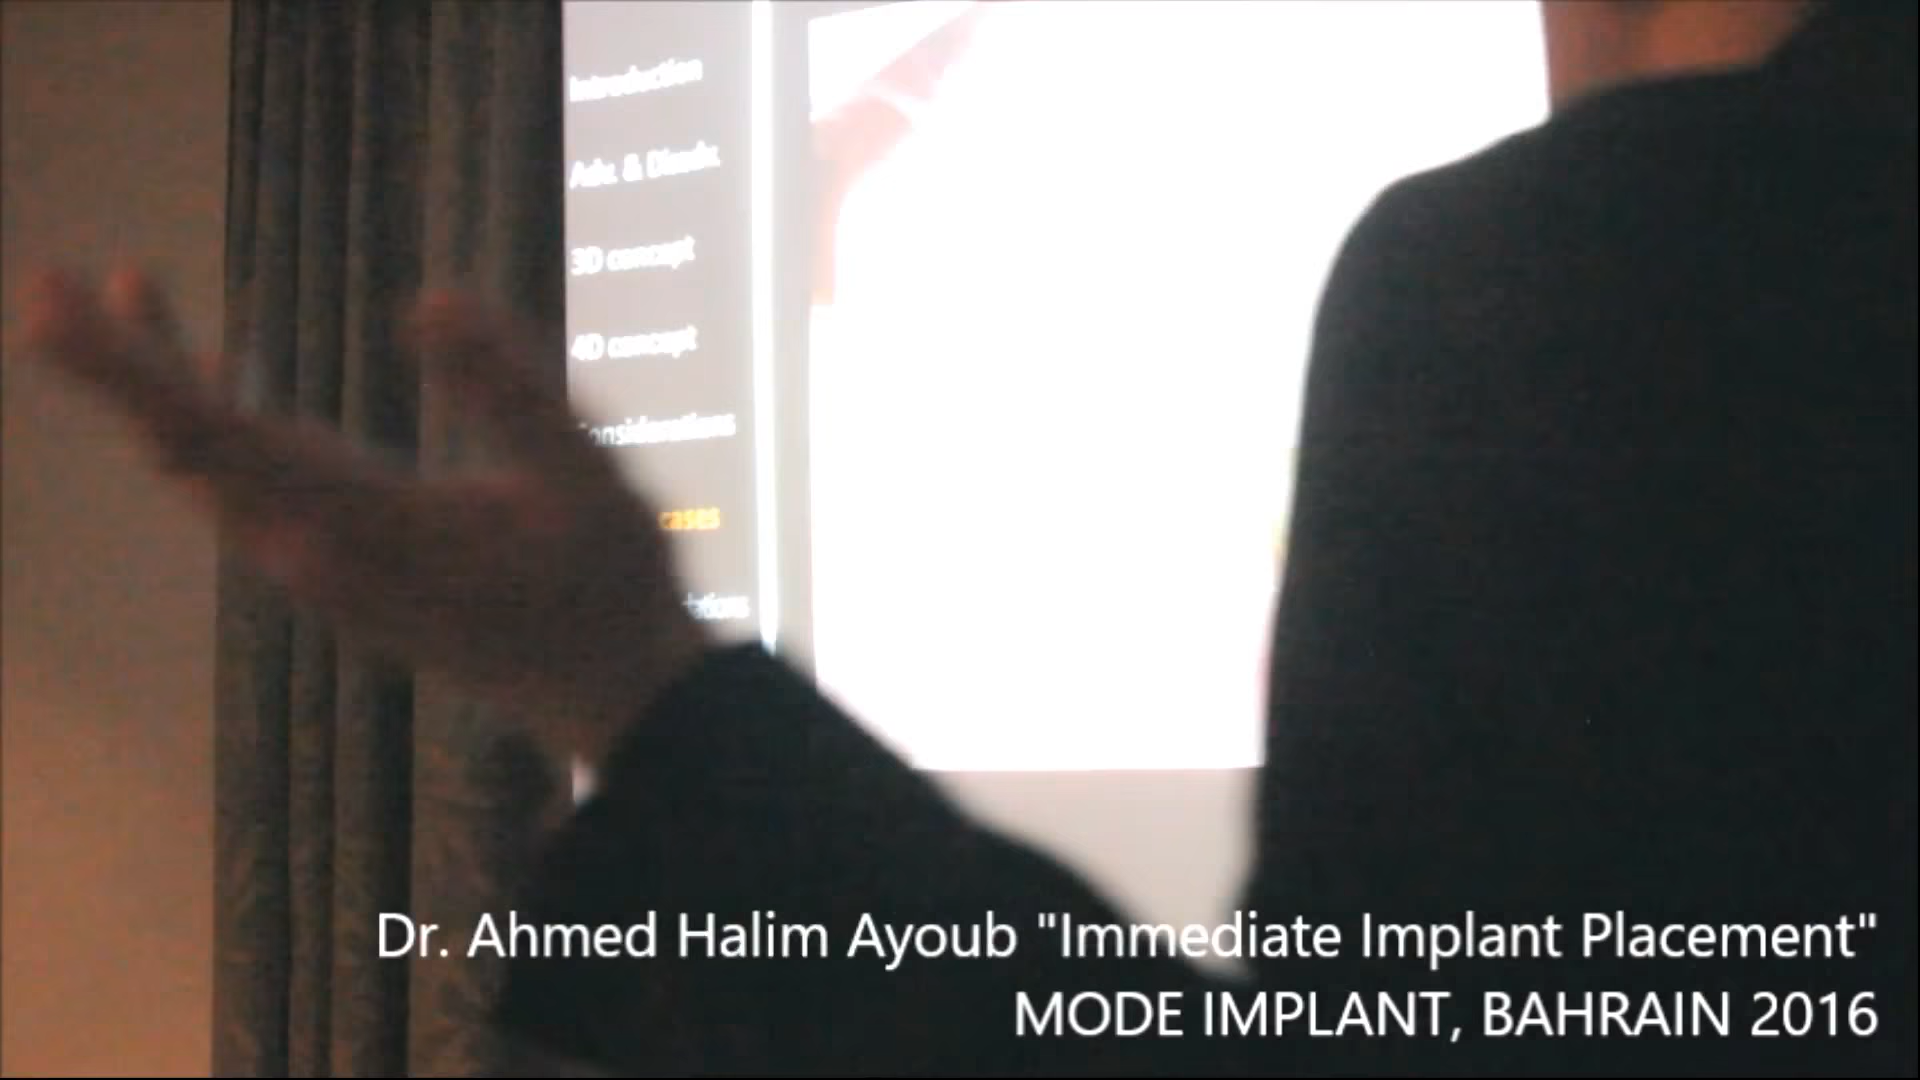 Introduction
Adv. & Disadv.
3D concept
4D concept
Considerations
cases
Dr. Ahmed Halim Ayoub "Immediate Implant Placement"
MODE IMPLANT, BAHRAIN 2016